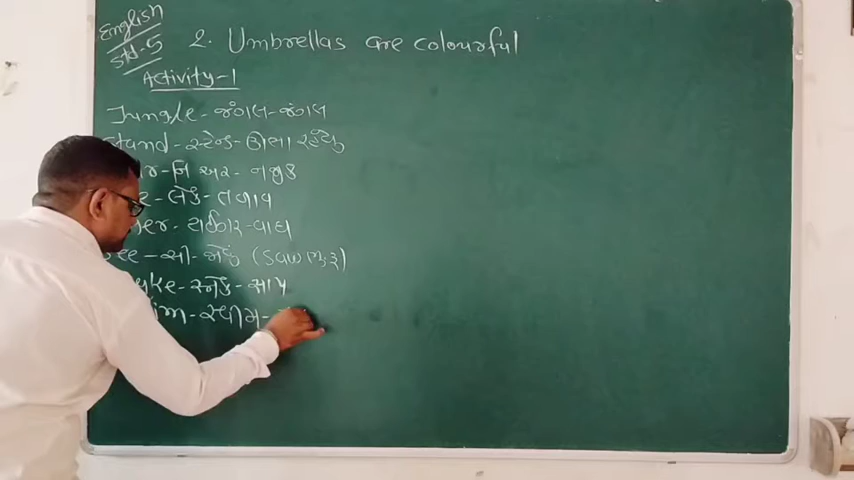 English
Std-5
2. Umbrellas are colourful
Activity-1
Jungle - જંગલ - જંગલ
Stand - સ્ટેન્ડ - ઊભા રહેવું
નિઅર - નજીક
લેક - તળાવ
ટાઈગર - વાઘ
સી - જોવું (saw ભૂ.કૃ)
સ્નેક - સાપ
સ્વીમ -